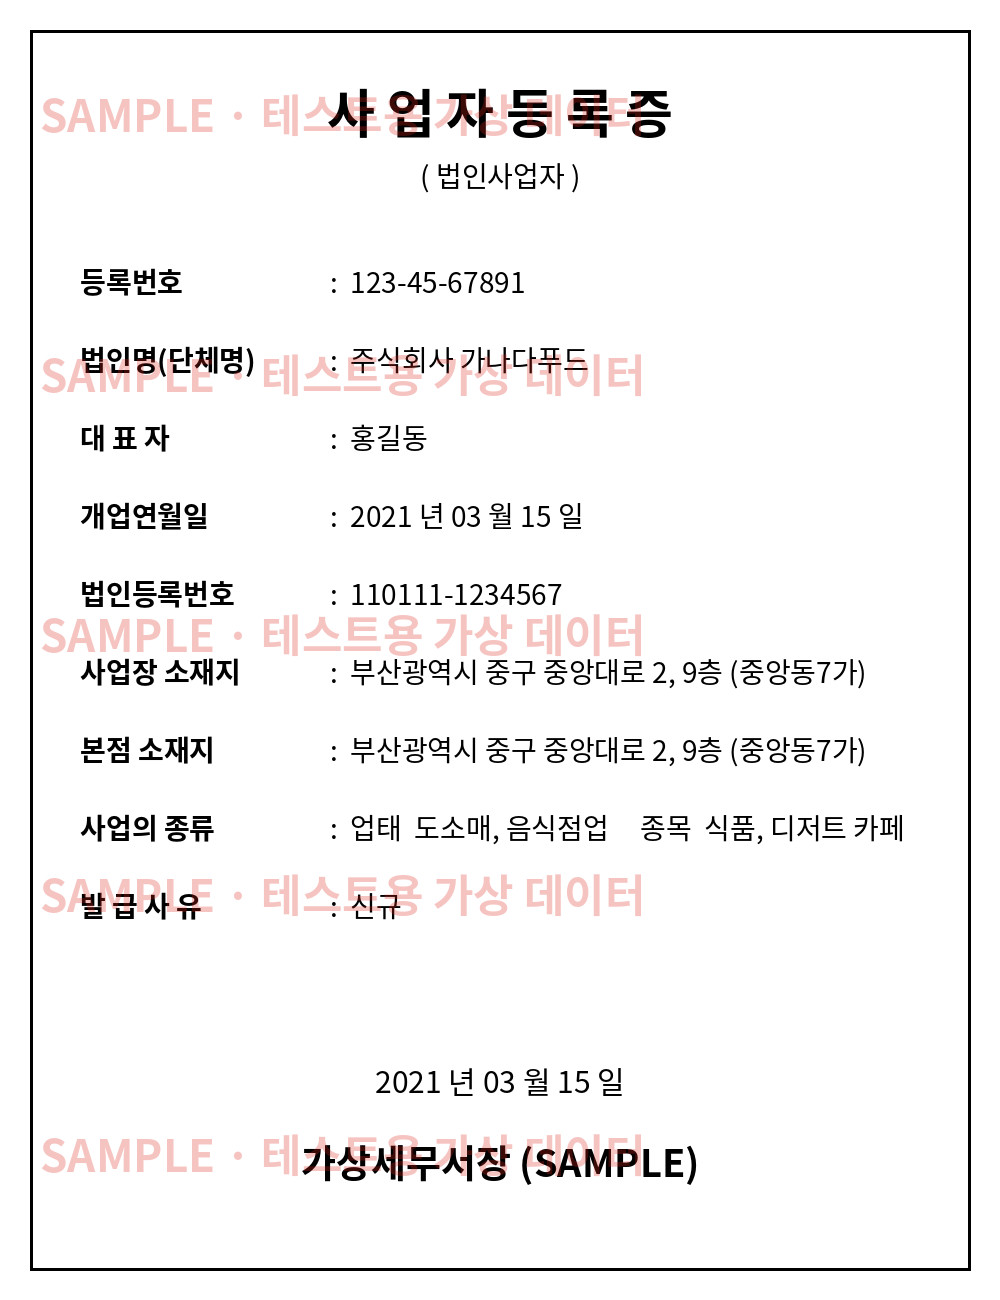 사 업 자 등 록 증
SAMPLE · 테스트용 가상 데이터
( 법인사업자 )
등록번호 : 123-45-67891
법인명(단체명) : 주식회사 가나다푸드
SAMPLE · 테스트용 가상 데이터
대 표 자 : 홍길동
개업연월일 : 2021 년 03 월 15 일
법인등록번호 : 110111-1234567
SAMPLE · 테스트용 가상 데이터
사업장 소재지 : 부산광역시 중구 중앙대로 2, 9층 (중앙동7가)
본점 소재지 : 부산광역시 중구 중앙대로 2, 9층 (중앙동7가)
사업의 종류 : 업태 도소매, 음식점업 종목 식품, 디저트 카페
SAMPLE · 테스트용 가상 데이터
발 급 사 유 : 신규
2021 년 03 월 15 일
SAMPLE · 테스트용 가상 데이터
가상세무서장 (SAMPLE)